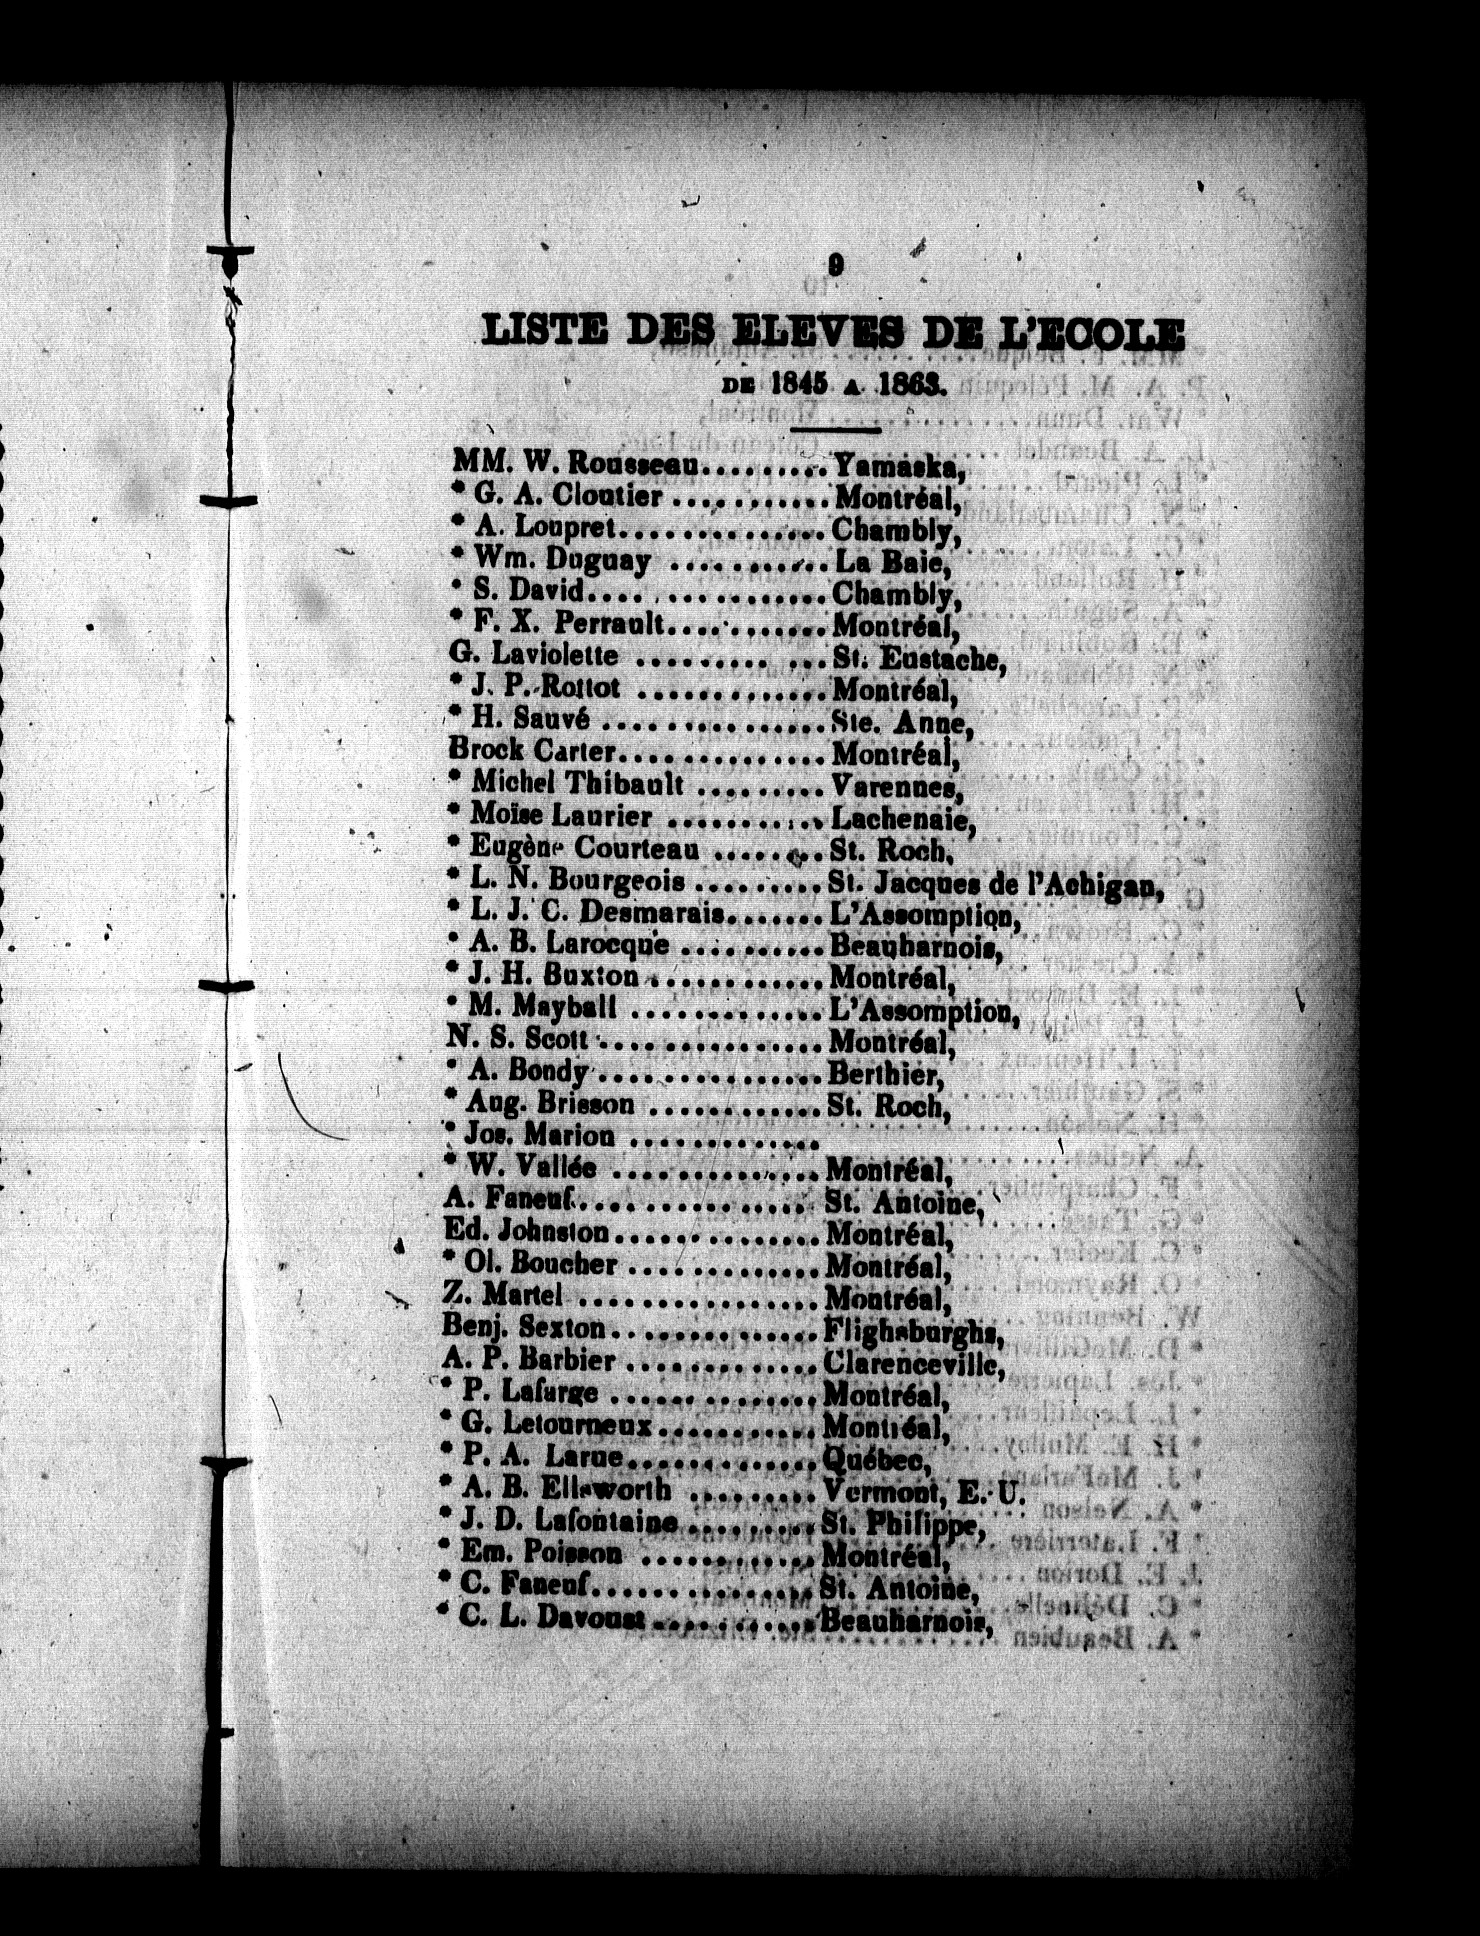 9
LISTE DES ELEVES DE L'ECOLE
DE 1845 A 1863.
MM. W. Rousseau......... Yamaska,
* G. A. Cloutier ........... Montréal,
* A. Loupret.............. Chambly,
* Wm. Duguay ........... La Baie,
* S. David................ Chambly,
* F. X. Perrault........... Montréal,
G. Laviolette ............ St. Eustache,
* J. P. Rottot ............. Montréal,
* H. Sauvé ............... Ste. Anne,
Brock Carter.............. Montréal,
* Michel Thibault ......... Varennes,
* Moïse Laurier ........... Lachenaie,
* Eugène Courteau ........ St. Roch,
* L. N. Bourgeois ......... St. Jacques de l'Achigan,
* L. J. C. Desmarais....... L'Assomption,
* A. B. Larocque .......... Beauharnois,
* J. H. Buxton ............ Montréal,
* M. Mayball ............. L'Assomption,
N. S. Scott ............... Montréal,
* A. Bondy ............... Berthier,
* Aug. Brisson ............ St. Roch,
* Jos. Marion .............
* W. Vallée .............. Montréal,
A. Faneuf................ St. Antoine,
Ed. Johnston.............. Montréal,
* Ol. Boucher ............. Montréal,
Z. Martel ................ Montréal,
Benj. Sexton.............. Flighsburghs,
A. P. Barbier ............. Clarenceville,
* P. Lafarge .............. Montréal,
* G. Letourneux........... Montréal,
* P. A. Larue............. Québec,
* A. B. Ellsworth ......... Vermont, E. U.
* J. D. Lafontaine......... St. Philippe,
* Em. Poisson ............ Montréal,
* C. Faneuf............... St. Antoine,
* C. L. Davoust ........... Beauharnois,